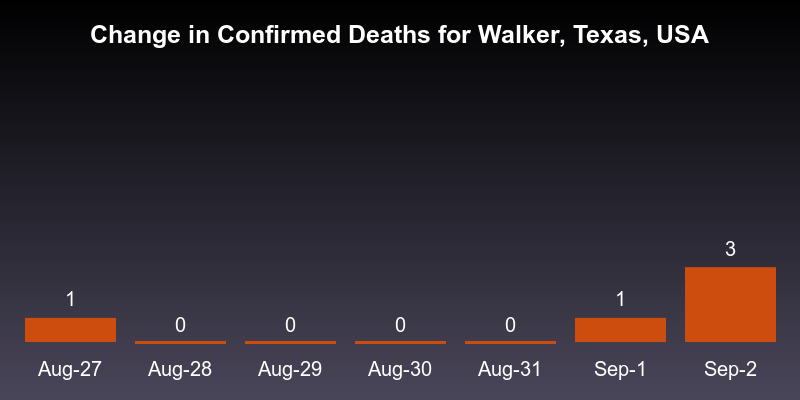 Change in Confirmed Deaths for Walker, Texas, USA
3
1 1
0 0 0 0
Aug-27 Aug-28 Aug-29 Aug-30 Aug-31 Sep-1 Sep-2